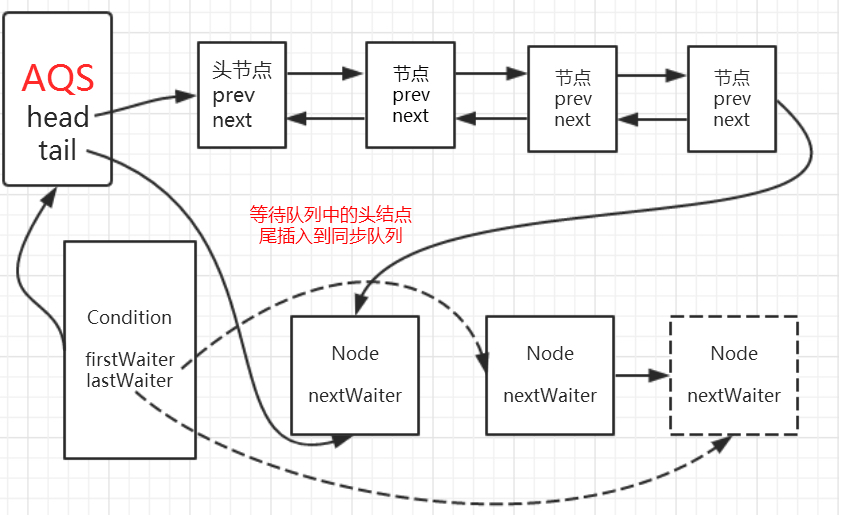 AQS
head
tail
头节点
prev
next
节点
prev
next
节点
prev
next
节点
prev
next
等待队列中的头结点
尾插入到同步队列
Condition
firstWaiter
lastWaiter
Node
nextWaiter
Node
nextWaiter
Node
nextWaiter